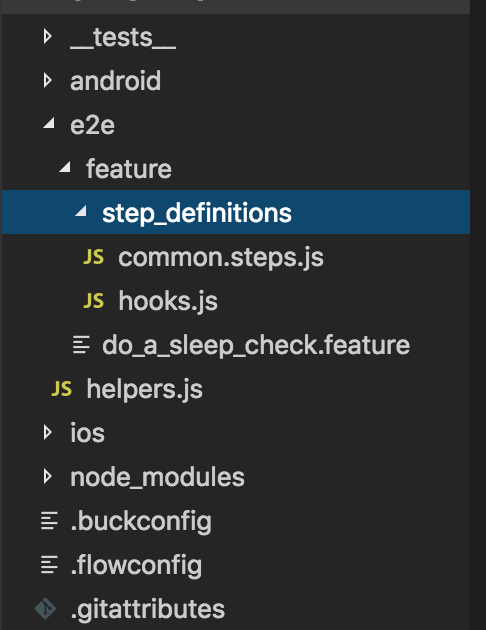 __tests__
android
e2e
feature
step_definitions
JS common.steps.js
JS hooks.js
do_a_sleep_check.feature
JS helpers.js
ios
node_modules
.buckconfig
.flowconfig
.gitattributes